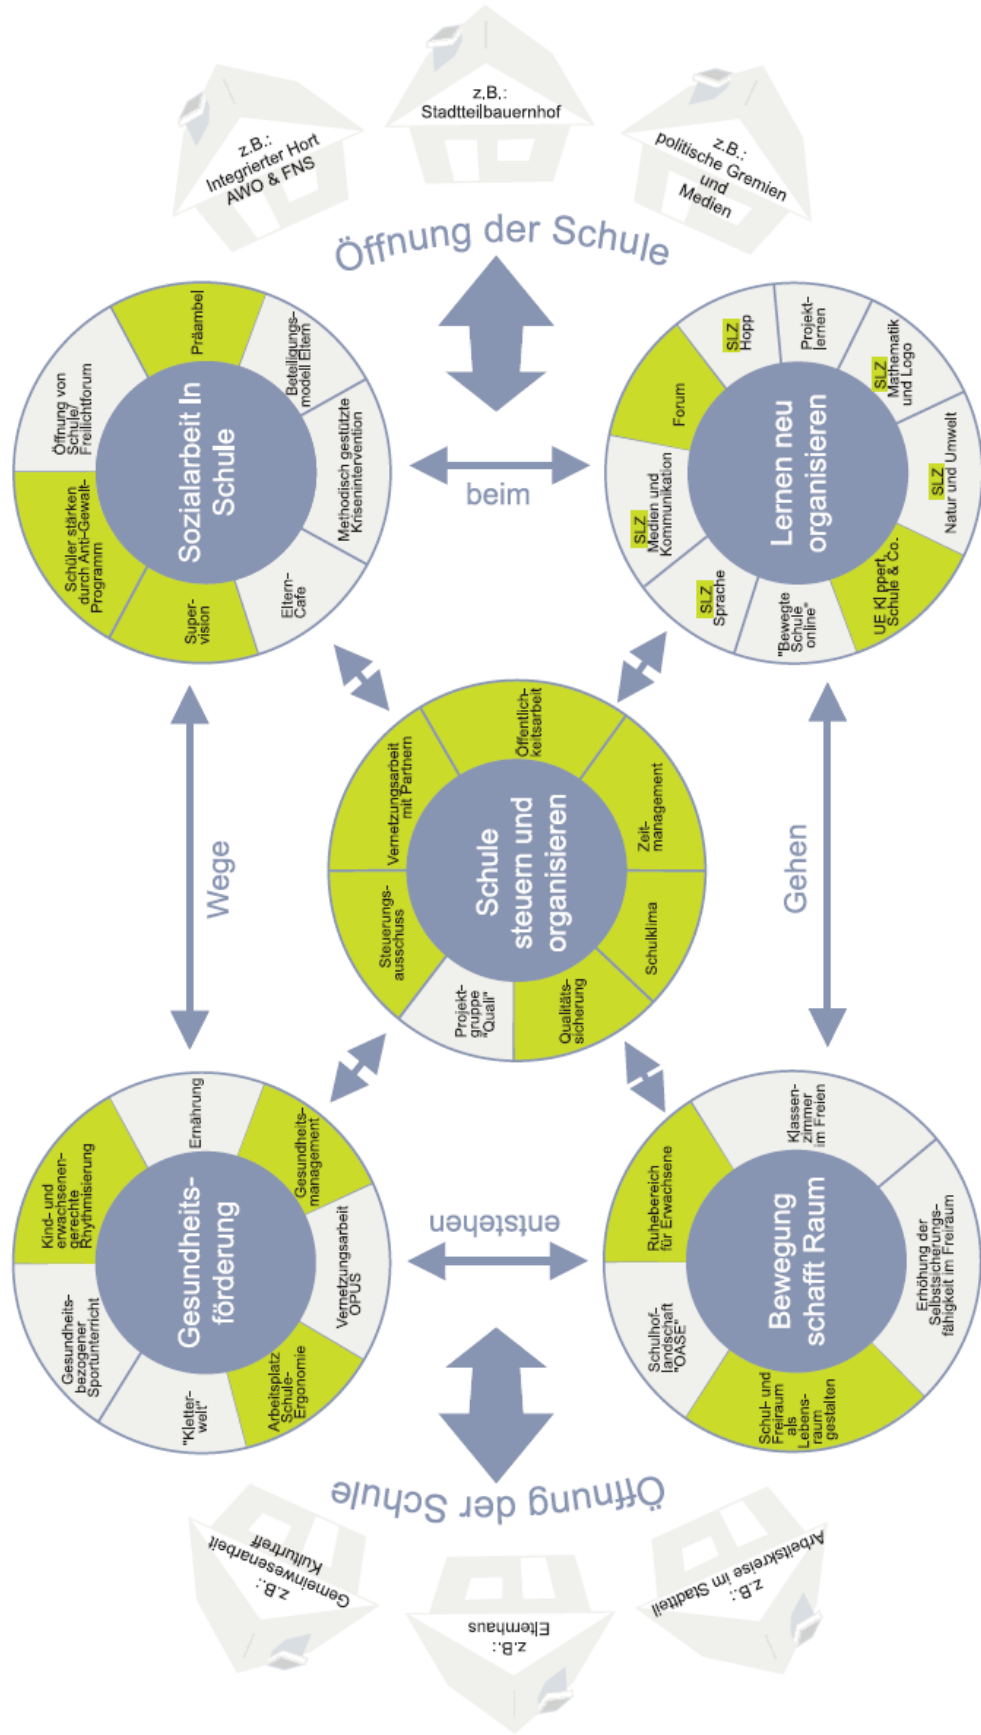 z.B.:
Gemeinwesenarbeit
Kulturtreff
z.B.:
Elternhaus
z.B.:
Arbeitskreise im Stadtteil
Öffnung der Schule
Gesundheits-
förderung
Kind- und
erwachsenen-
gerechte
Rhythmisierung
Ernährung
Gesundheits-
management
Vernetzungsarbeit
OPUS
Arbeitsplatz
Schule-
Ergonomie
"Kletter-
welt"
Gesundheits-
bezogener
Sportunterricht
Wege
Sozialarbeit In
Schule
Öffnung von
Schule/
Freilichtforum
Präambel
Beteiligungs-
modell Eltern
Methodisch gestützte
Krisenintervention
Eltern-
Cafe
Super-
vision
Schüler stärken
durch Anti-Gewalt-
Programm
entstehen
Schule
steuern und
organisieren
Vernetzungsarbeit
mit Partnern
Öffentlich-
keitsarbeit
Zeit-
management
Schulklima
Qualitäts-
sicherung
Projekt-
gruppe
"Quali"
Steuerungs-
ausschuss
beim
Bewegung
schafft Raum
Ruhebereich
für Erwachsene
Klassen-
zimmer
im Freien
Erhöhung der
Selbstsicherungs-
fähigkeit im Freiraum
Schul- und
Freiraum
als
Lebens-
raum
gestalten
Schulhof-
landschaft
"OASE"
Gehen
Lernen neu
organisieren
Forum
SLZ
Hopp
Projekt-
lernen
SLZ
Mathematik
und Logo
SLZ
Natur und Umwelt
UE Kl ppert,
Schule & Co.
"Bewegte
Schule
online"
SLZ
Sprache
SLZ
Medien und
Kommunikation
Öffnung der Schule
z.B.:
Integrierter Hort
AWO & FNS
z.B.:
Stadtteilbauernhof
z.B.:
politische Gremien
und
Medien